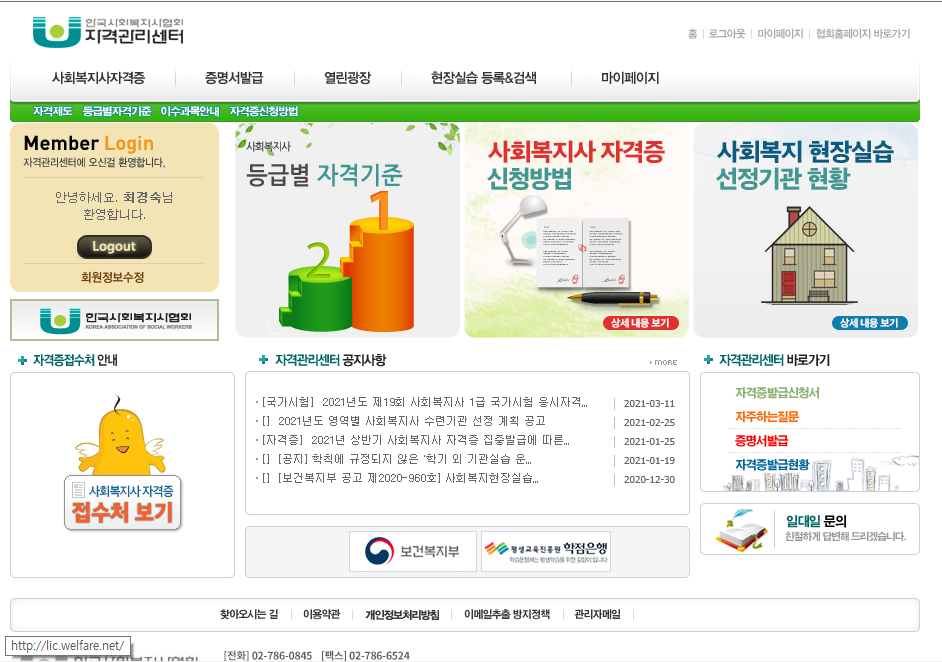 한국사회복지사협회
자격관리센터
홈 | 로그아웃 | 마이페이지 | 협회홈페이지 바로가기
사회복지사자격증 증명서발급 열린광장 현장실습 등록&검색 마이페이지
자격제도 등급별자격기준 이수과목안내 자격증신청방법
Member Login
자격관리센터에 오신걸 환영합니다.
안녕하세요. 최경숙님
환영합니다.
Logout
회원정보수정
한국사회복지사협회
KOREA ASSOCIATION OF SOCIAL WORKERS
사회복지사
등급별 자격기준
1
2
사회복지사 자격증
신청방법
상세 내용 보기
사회복지 현장실습
선정기관 현황
상세 내용 보기
자격증접수처 안내
사회복지사 자격증
접수처 보기
자격관리센터 공지사항
MORE
[국가시험] 2021년도 제19회 사회복지사 1급 국가시험 응시자격... 2021-03-11
[] 2021년도 영역별 사회복지사 수련기관 선정 계획 공고 2021-02-25
[자격증] 2021년 상반기 사회복지사 자격증 집중발급에 따른... 2021-01-25
[] [공지] 학칙에 규정되지 않은 '학기 외 기관실습 운... 2021-01-19
[] [보건복지부 공고 제2020-960호] 사회복지현장실습... 2020-12-30
보건복지부
평생교육진흥원 학점은행
자격관리센터 바로가기
자격증발급신청서
자주하는질문
증명서발급
자격증발급현황
일대일 문의
친절하게 답변해 드리겠습니다.
찾아오시는 길 이용약관 개인정보처리방침 이메일추출 방지정책 관리자메일
http://lic.welfare.net/
[전화] 02-786-0845 [팩스] 02-786-6524